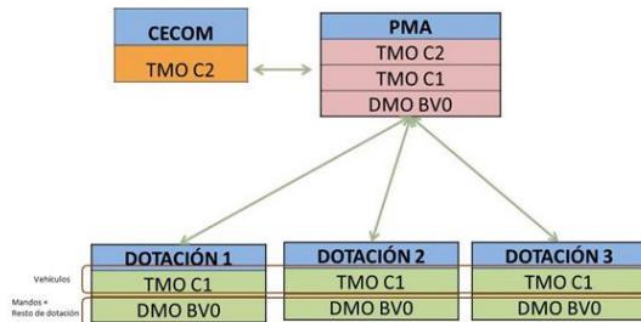 CECOM
TMO C2
PMA
TMO C2
TMO C1
DMO BV0
DOTACIÓN 1
DOTACIÓN 2
DOTACIÓN 3
Vehículos
TMO C1
TMO C1
TMO C1
Mandos +
Resto de dotación
DMO BV0
DMO BV0
DMO BV0